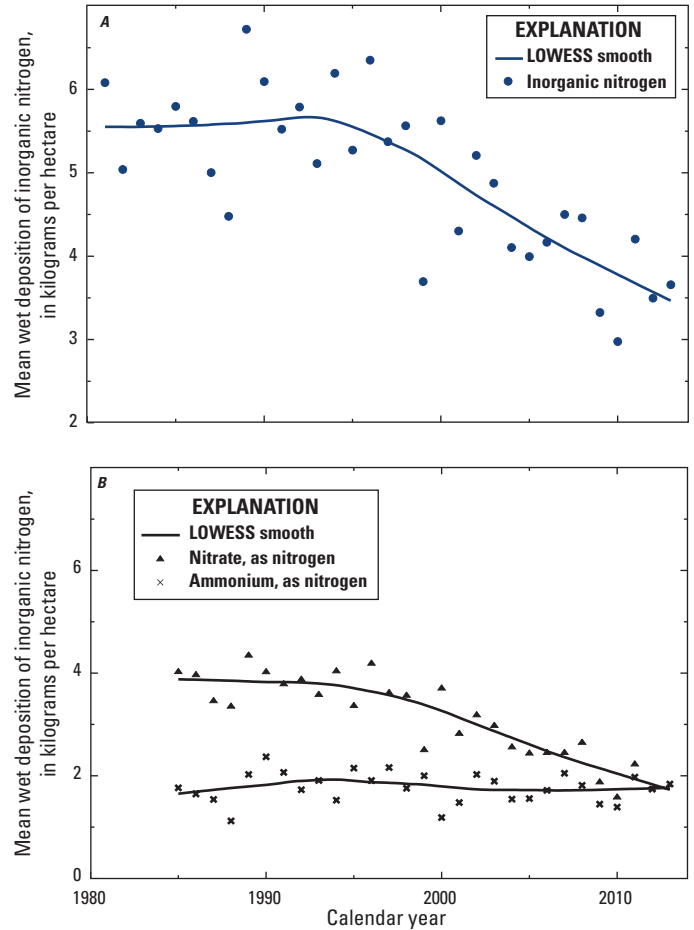 A
EXPLANATION
LOWESS smooth
Inorganic nitrogen
Mean wet deposition of inorganic nitrogen,
in kilograms per hectare
6
5
4
3
2
B
EXPLANATION
LOWESS smooth
Nitrate, as nitrogen
Ammonium, as nitrogen
Mean wet deposition of inorganic nitrogen,
in kilograms per hectare
6
4
2
0
1980
1990
2000
2010
Calendar year